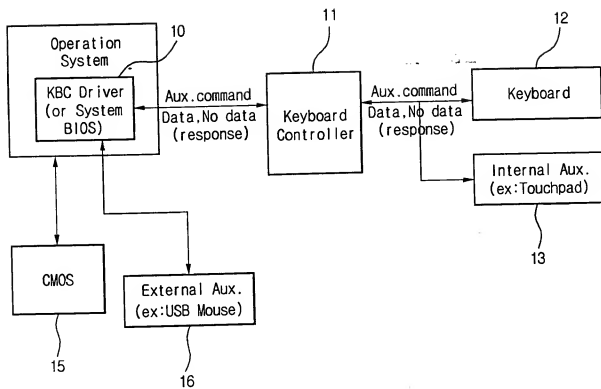 10
11
12
Operation
System
KBC Driver
(or System
BIOS)
Aux.command
Data,No data
(response)
Keyboard
Controller
Aux.command
Data,No data
(response)
Keyboard
Internal Aux.
(ex:Touchpad)
13
CMOS
15
External Aux.
(ex:USB Mouse)
16